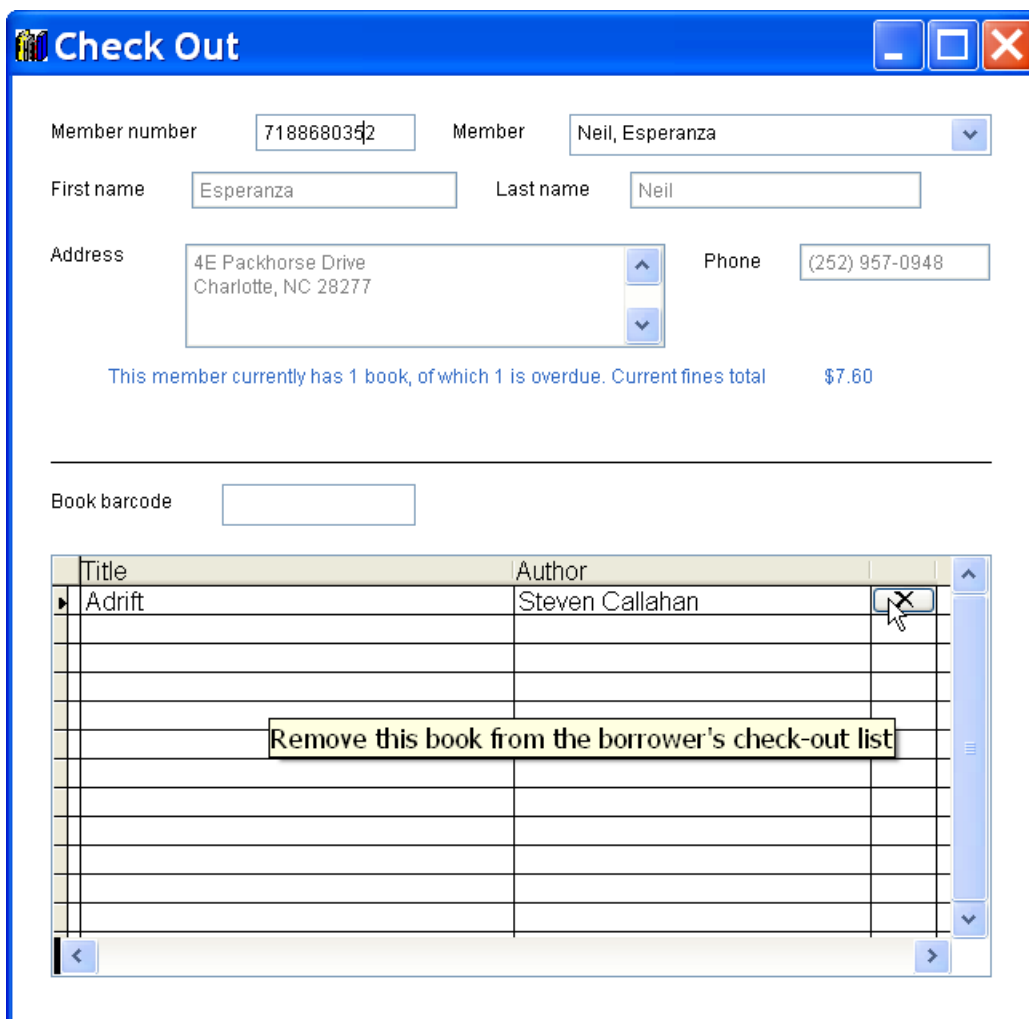 Check Out
Member number 7188680352 Member Neil, Esperanza
First name Esperanza Last name Neil
Address 4E Packhorse Drive Phone (252) 957-0948
Charlotte, NC 28277
This member currently has 1 book, of which 1 is overdue. Current fines total $7.60
Book barcode
Title Author
Adrift Steven Callahan X
Remove this book from the borrower's check-out list